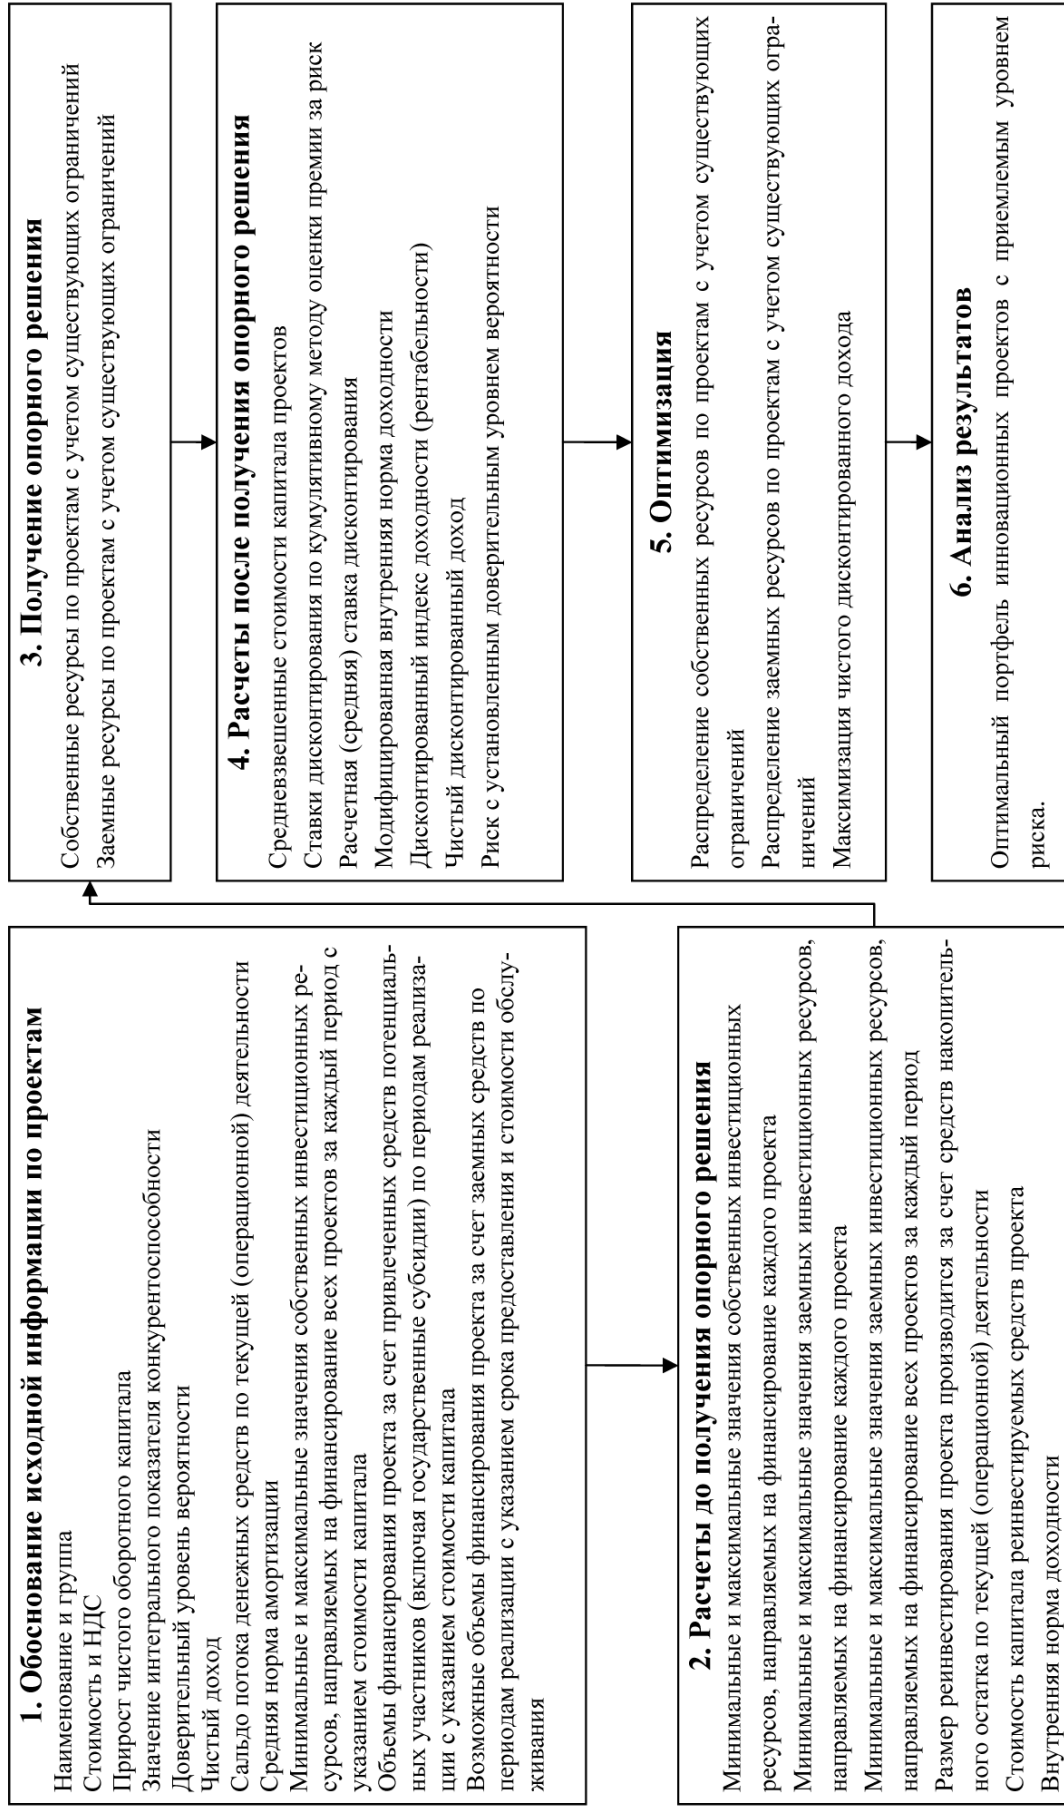 1. Обоснование исходной информации по проектам
Наименование и группа
Стоимость и НДС
Прирост чистого оборотного капитала
Значение интегрального показателя конкурентоспособности
Доверительный уровень вероятности
Чистый доход
Сальдо потока денежных средств по текущей (операционной) деятельности
Средняя норма амортизации
Минимальные и максимальные значения собственных инвестиционных ре-
сурсов, направляемых на финансирование всех проектов за каждый период с
указанием стоимости капитала
Объемы финансирования проекта за счет привлеченных средств потенциаль-
ных участников (включая государственные субсидии) по периодам реализа-
ции с указанием стоимости капитала
Возможные объемы финансирования проекта за счет заемных средств по
периодам реализации с указанием срока предоставления и стоимости обслу-
живания
2. Расчеты до получения опорного решения
Минимальные и максимальные значения собственных инвестиционных
ресурсов, направляемых на финансирование каждого проекта
Минимальные и максимальные значения заемных инвестиционных ресурсов,
направляемых на финансирование каждого проекта
Минимальные и максимальные значения заемных инвестиционных ресурсов,
направляемых на финансирование всех проектов за каждый период
Размер реинвестирования проекта производится за счет средств накопитель-
ного остатка по текущей (операционной) деятельности
Стоимость капитала реинвестируемых средств проекта
Внутренняя норма доходности
3. Получение опорного решения
Собственные ресурсы по проектам с учетом существующих ограничений
Заемные ресурсы по проектам с учетом существующих ограничений
4. Расчеты после получения опорного решения
Средневзвешенные стоимости капитала проектов
Ставки дисконтирования по кумулятивному методу оценки премии за риск
Расчетная (средняя) ставка дисконтирования
Модифицированная внутренняя норма доходности
Дисконтированный индекс доходности (рентабельности)
Чистый дисконтированный доход
Риск с установленным доверительным уровнем вероятности
5. Оптимизация
Распределение собственных ресурсов по проектам с учетом существующих
ограничений
Распределение заемных ресурсов по проектам с учетом существующих огра-
ничений
Максимизация чистого дисконтированного дохода
6. Анализ результатов
Оптимальный портфель инновационных проектов с приемлемым уровнем
риска.